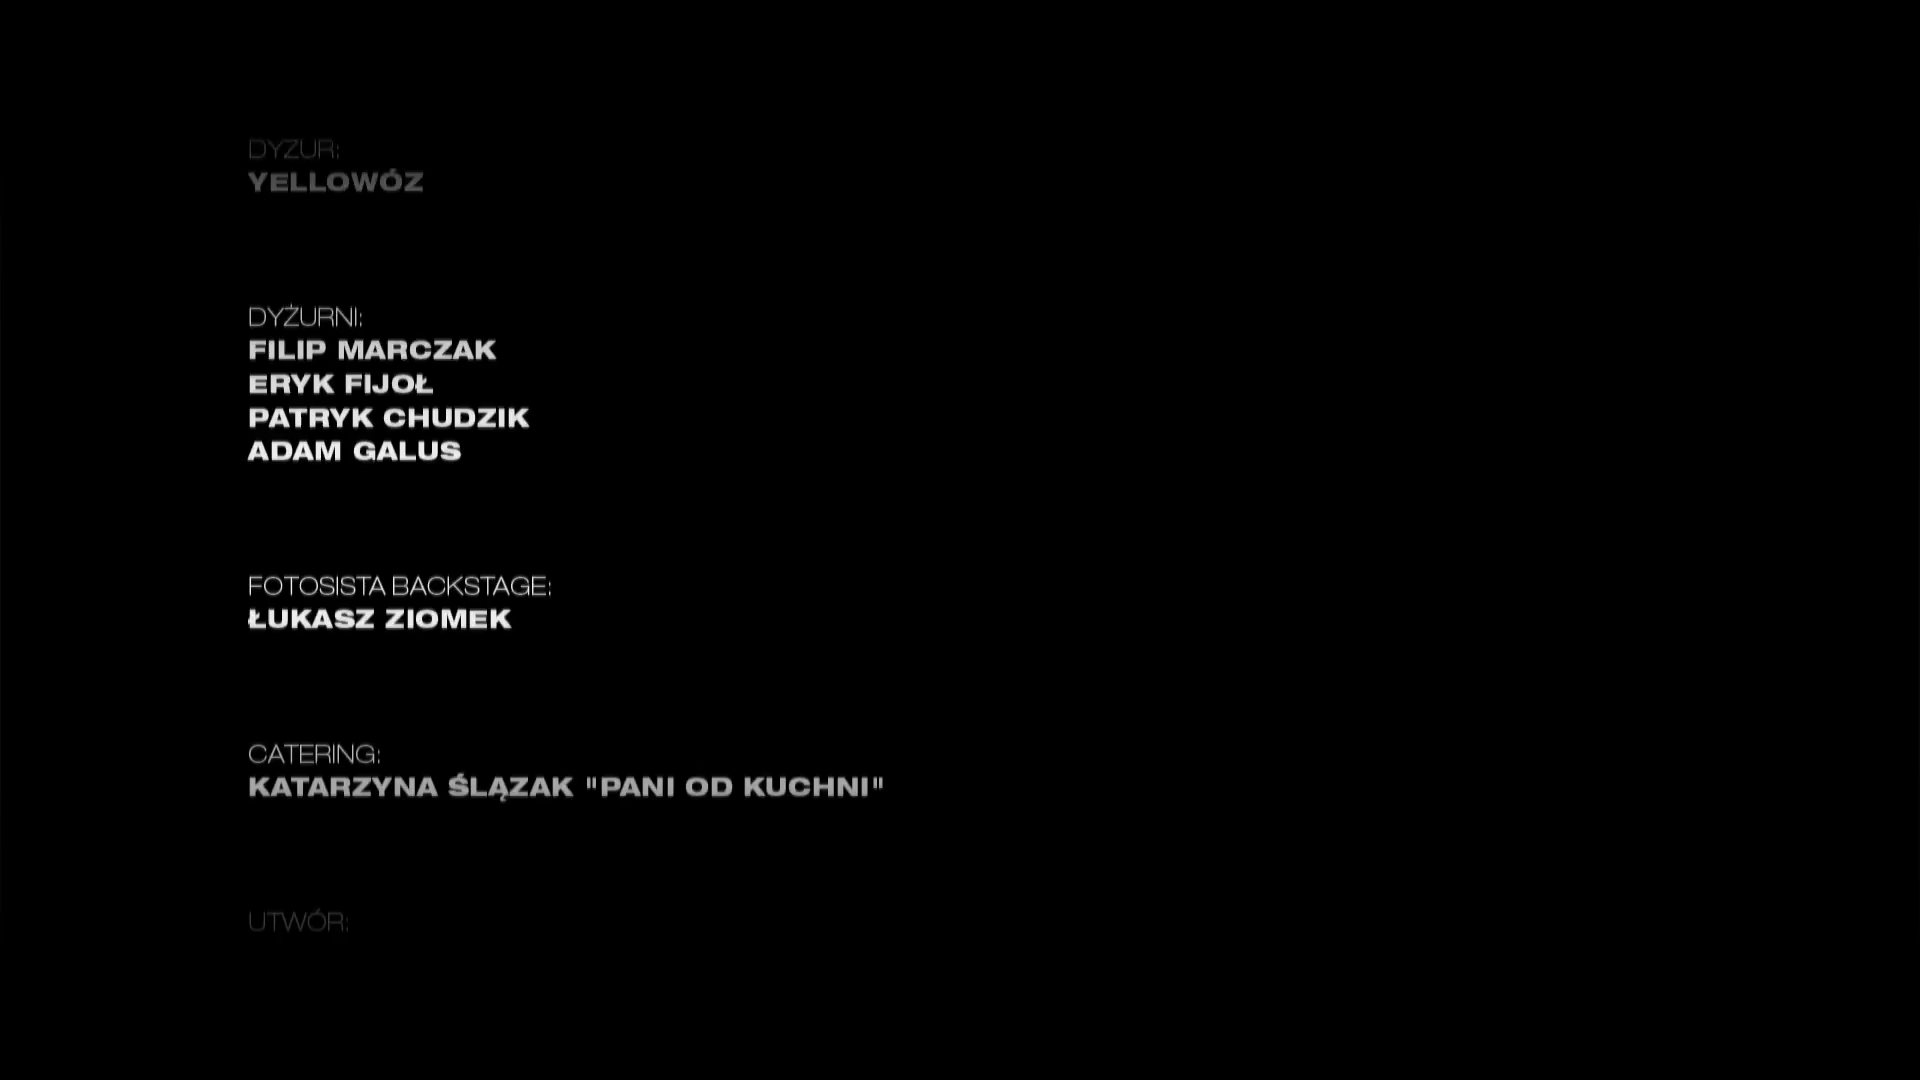 DYŻUR:
YELLOWÓZ
DYŻURNI:
FILIP MARCZAK
ERYK FIJOŁ
PATRYK CHUDZIK
ADAM GALUS
FOTOSISTA BACKSTAGE:
ŁUKASZ ZIOMEK
CATERING:
KATARZYNA ŚLĄZAK "PANI OD KUCHNI"
UTWÓR: